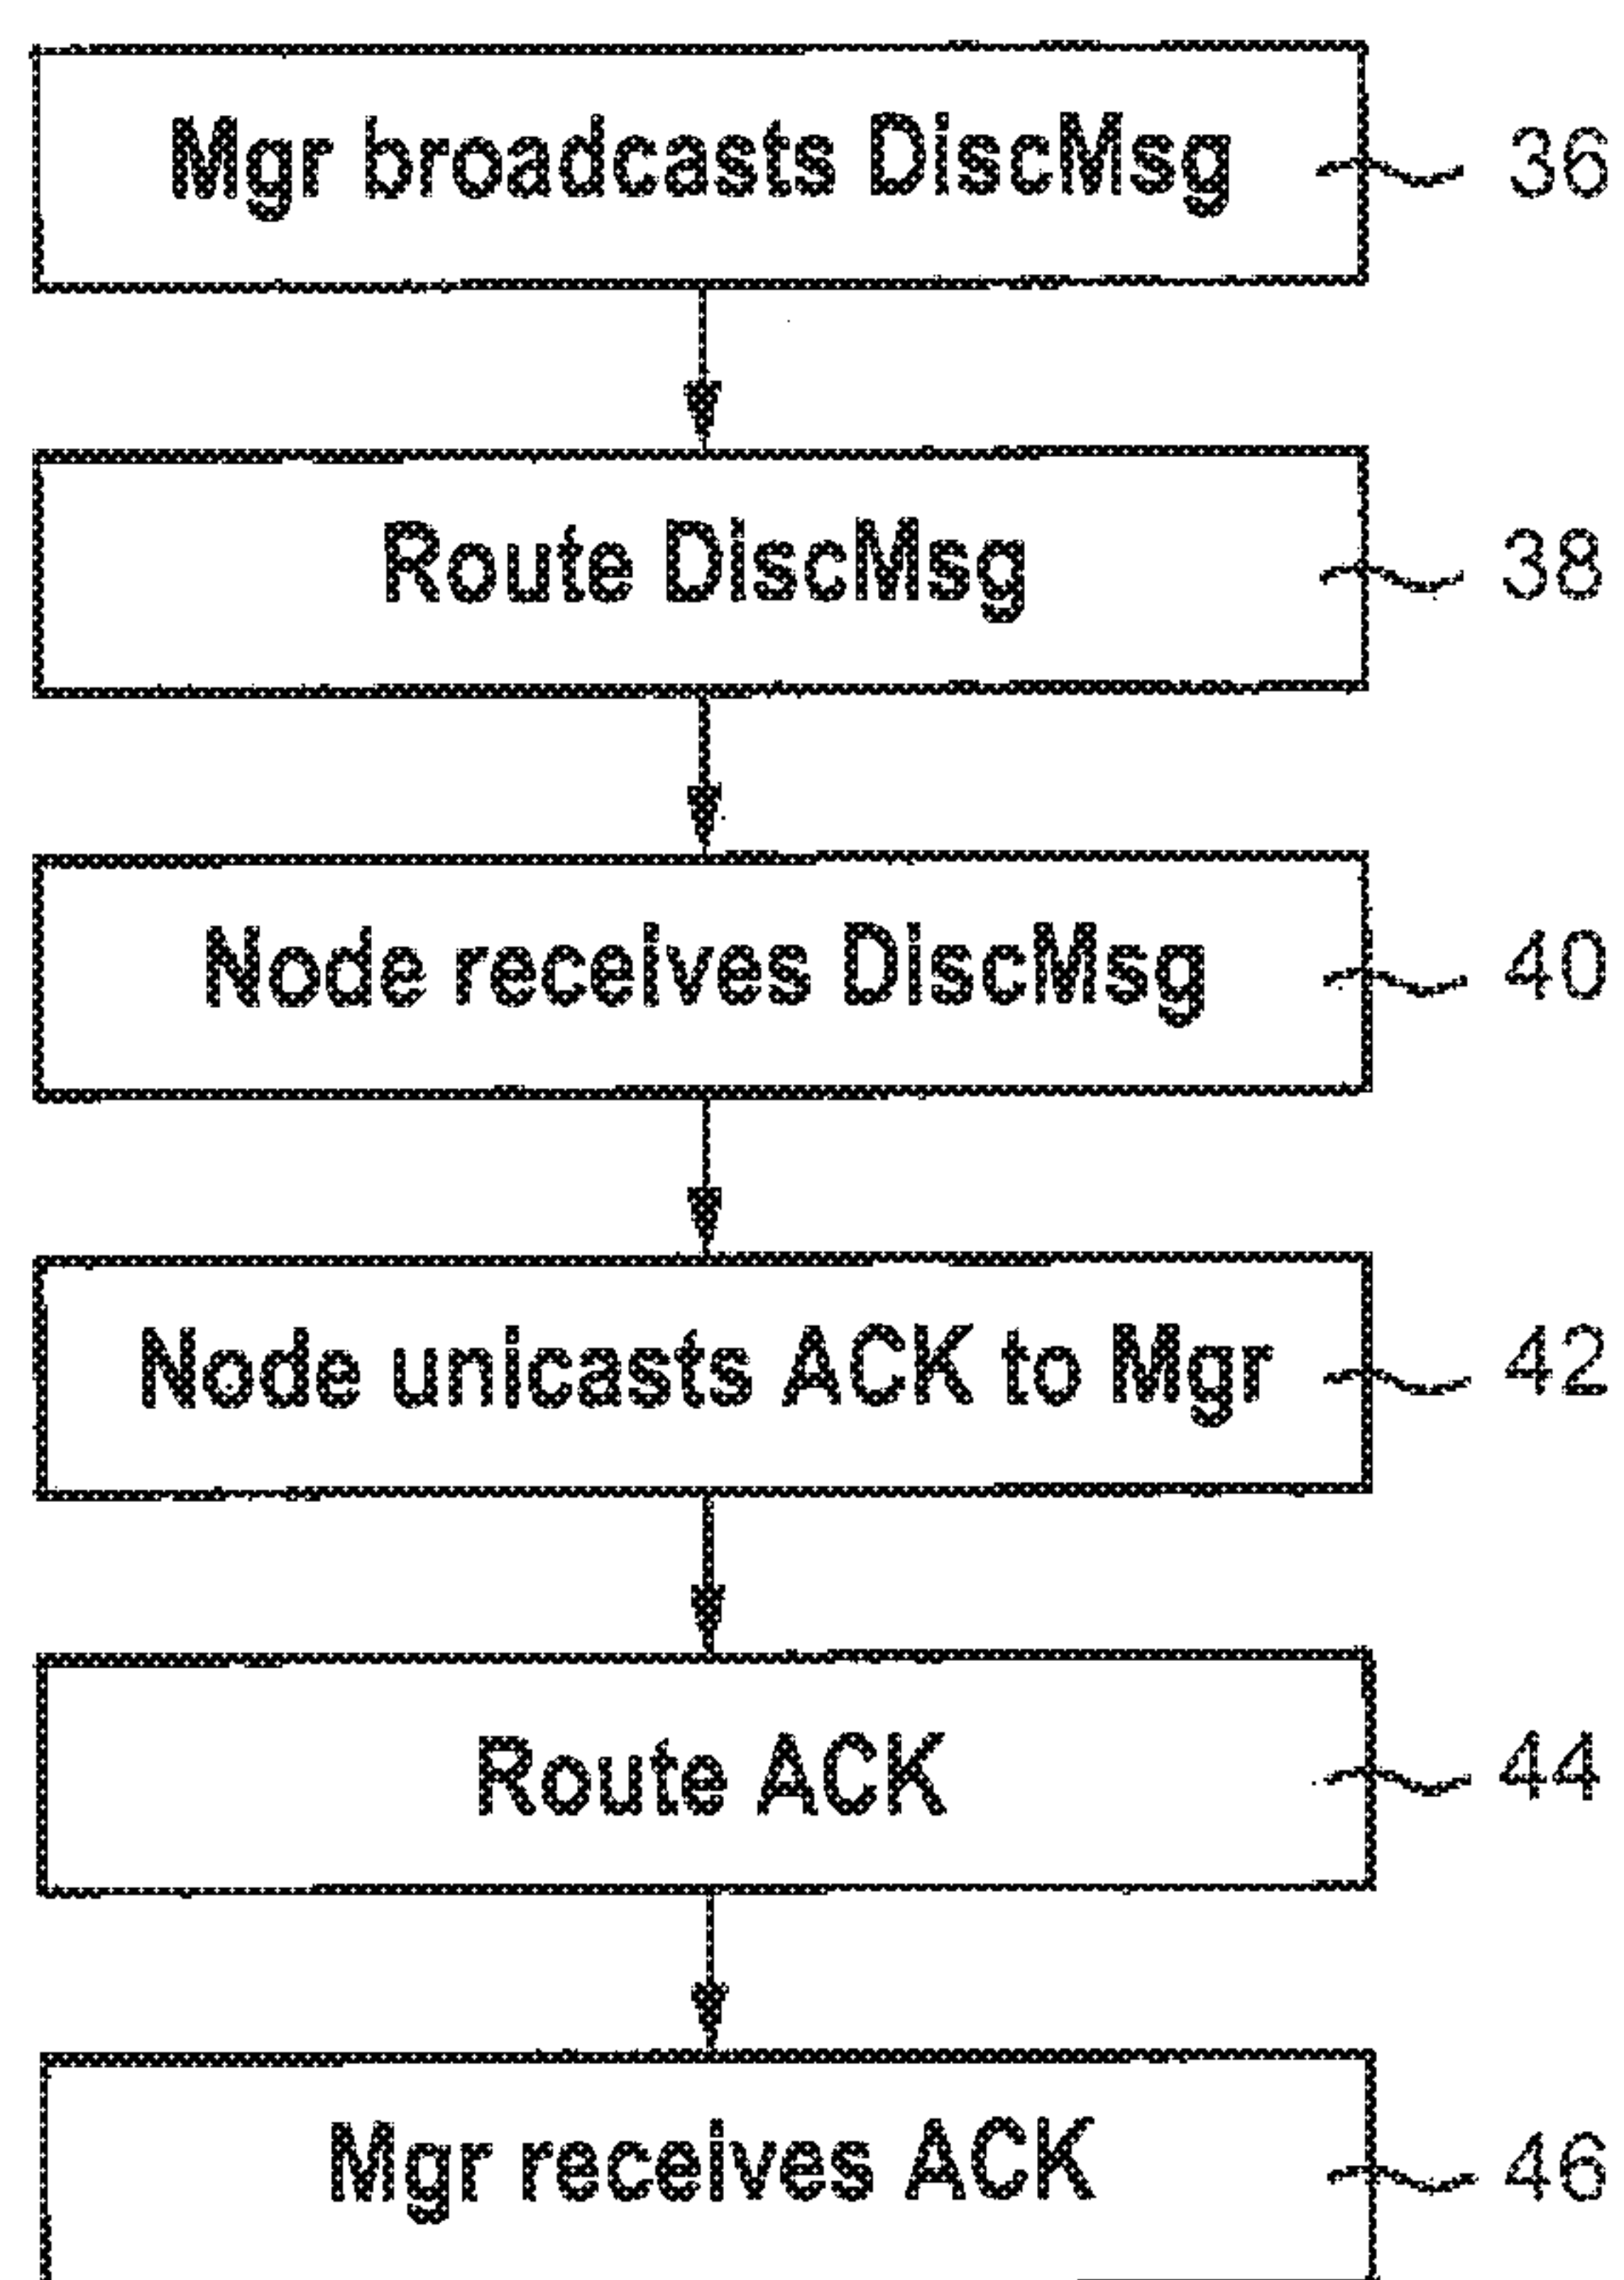 Mgr broadcasts DiscMsg 36
Route DiscMsg 38
Node receives DiscMsg 40
Node unicasts ACK to Mgr 42
Route ACK 44
Mgr receives ACK 46